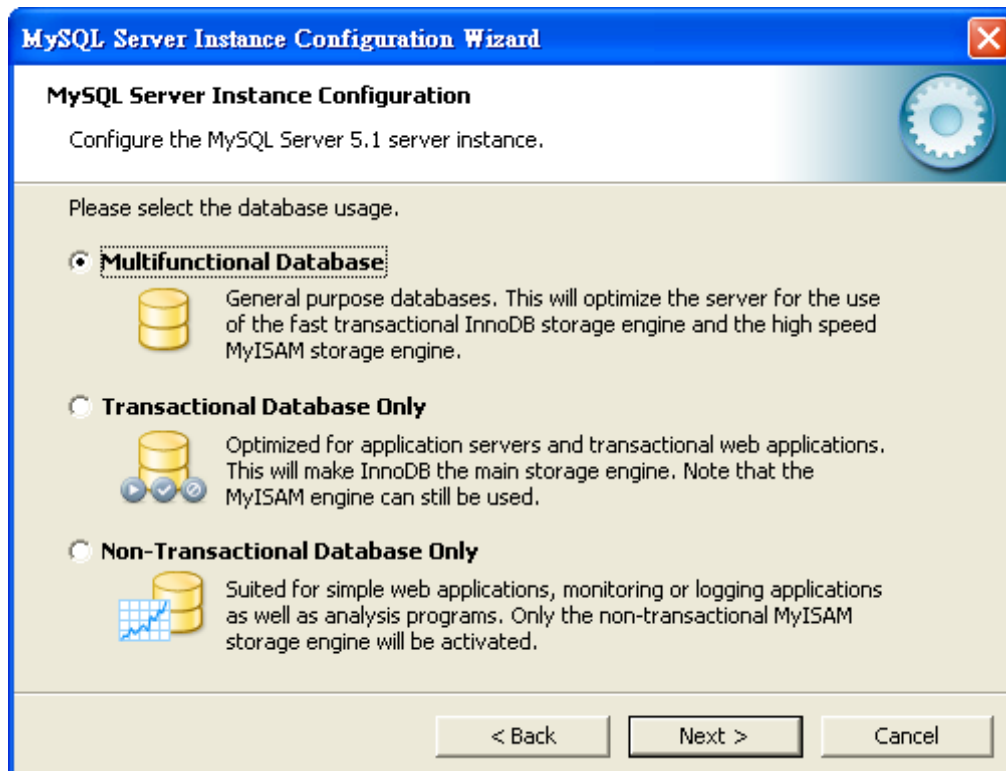 MySQL Server Instance Configuration Wizard
MySQL Server Instance Configuration
Configure the MySQL Server 5.1 server instance.
Please select the database usage.
Multifunctional Database
General purpose databases. This will optimize the server for the use
of the fast transactional InnoDB storage engine and the high speed
MyISAM storage engine.
Transactional Database Only
Optimized for application servers and transactional web applications.
This will make InnoDB the main storage engine. Note that the
MyISAM engine can still be used.
Non-Transactional Database Only
Suited for simple web applications, monitoring or logging applications
as well as analysis programs. Only the non-transactional MyISAM
storage engine will be activated.
< Back Next > Cancel